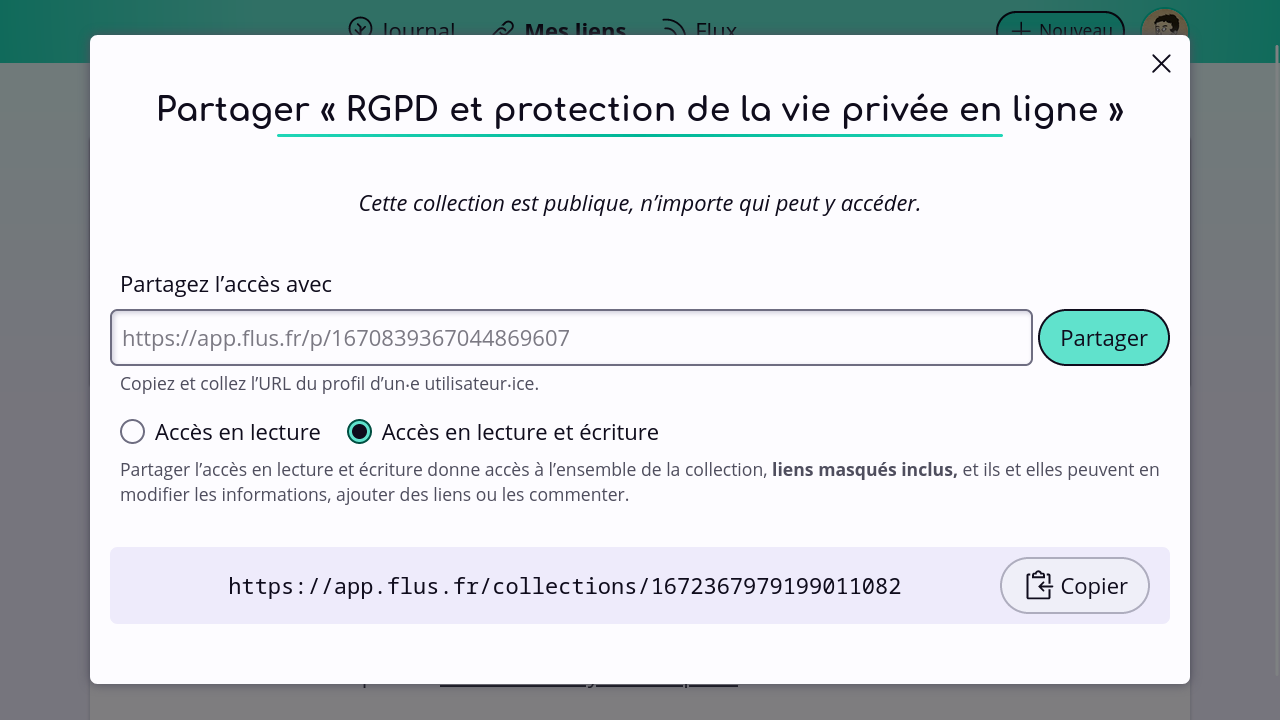 Journal
Mes liens
Flux
Nouveau
Partager « RGPD et protection de la vie privée en ligne »
Cette collection est publique, n’importe qui peut y accéder.
Partagez l’accès avec
https://app.flus.fr/p/1670839367044869607
Partager
Copiez et collez l’URL du profil d’un·e utilisateur·ice.
Accès en lecture
Accès en lecture et écriture
Partager l’accès en lecture et écriture donne accès à l’ensemble de la collection, liens masqués inclus, et ils et elles peuvent en
modifier les informations, ajouter des liens ou les commenter.
https://app.flus.fr/collections/1672367979199011082
Copier